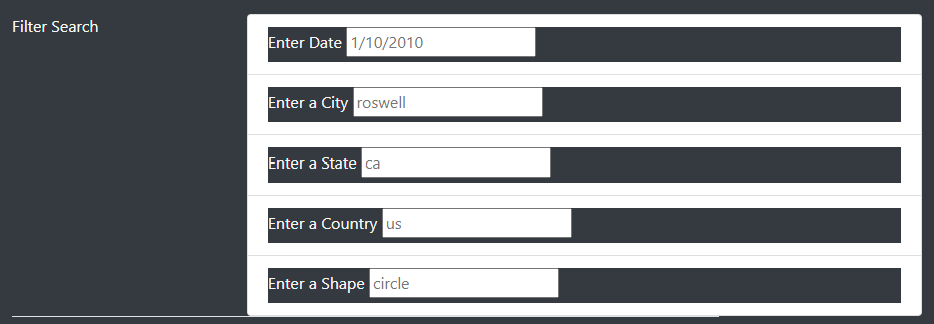 Filter Search
Enter Date 1/10/2010
Enter a City roswell
Enter a State ca
Enter a Country us
Enter a Shape circle